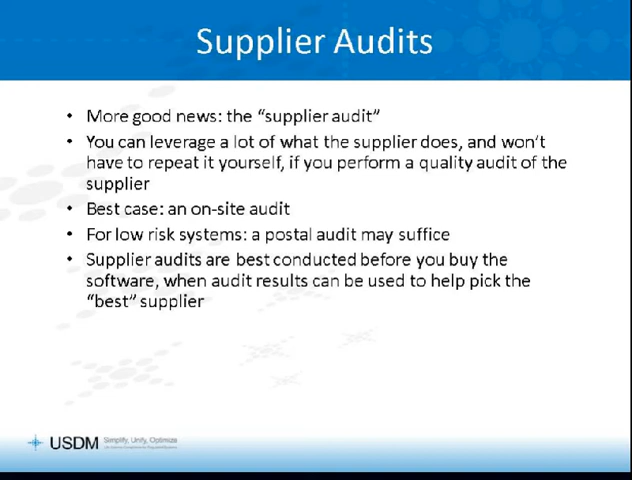 Supplier Audits
• More good news: the “supplier audit”
• You can leverage a lot of what the supplier does, and won’t
have to repeat it yourself, if you perform a quality audit of the
supplier
• Best case: an on-site audit
• For low risk systems: a postal audit may suffice
• Supplier audits are best conducted before you buy the
software, when audit results can be used to help pick the
“best” supplier
USDM Simplify, Unify, Optimize